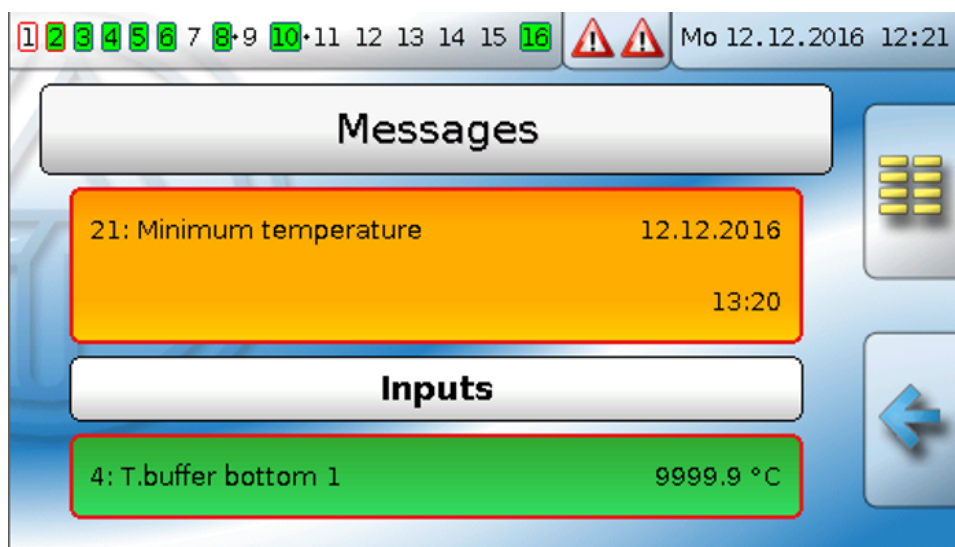 1 2 3 4 5 6 7 8·9 10·11 12 13 14 15 16 Mo 12.12.2016 12:21
Messages
21: Minimum temperature 12.12.2016
13:20
Inputs
4: T.buffer bottom 1 9999.9 °C